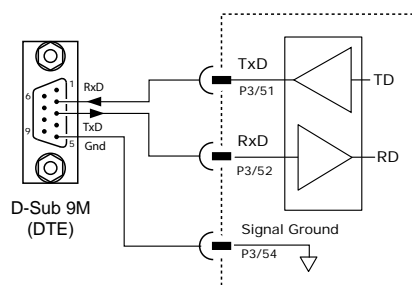 1
RxD
6
TxD
9
5
Gnd
D-Sub 9M
(DTE)
TxD
P3/51
TD
RxD
P3/52
RD
Signal Ground
P3/54